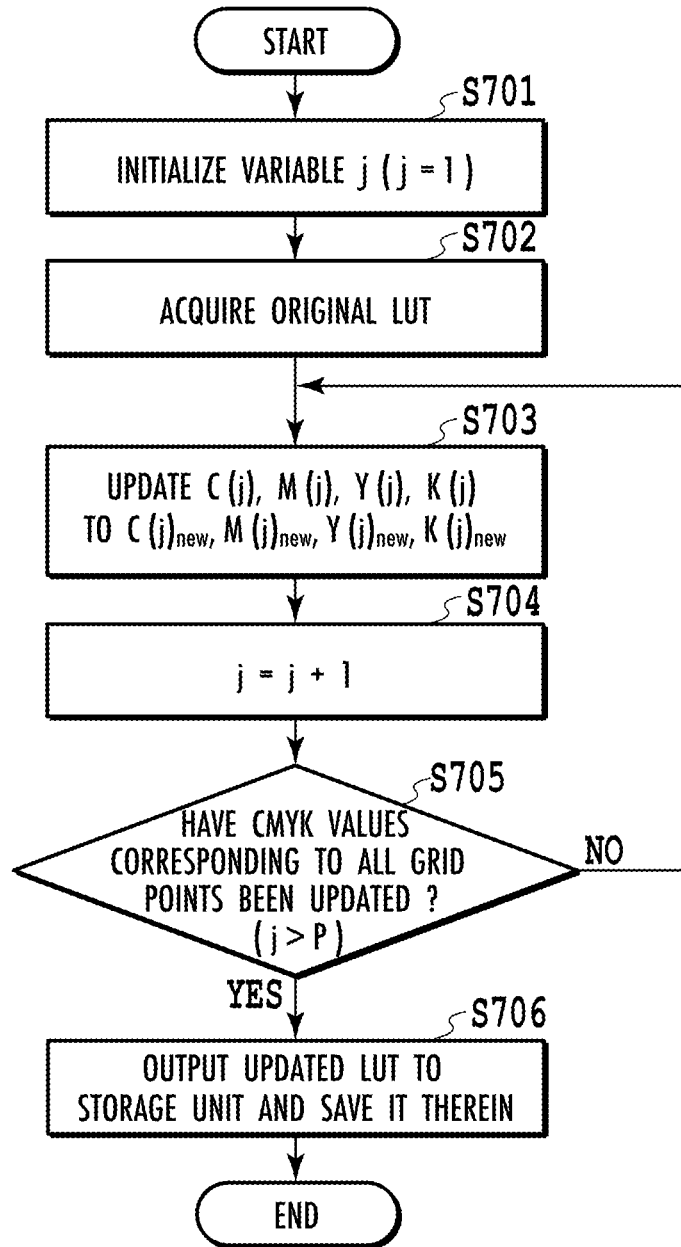 START
S701
INITIALIZE VARIABLE j (j = 1)
S702
ACQUIRE ORIGINAL LUT
S703
UPDATE C (j), M (j), Y (j), K (j)
TO C (j)new, M (j)new, Y (j)new, K (j)new
S704
j = j + 1
S705
HAVE CMYK VALUES
CORRESPONDING TO ALL GRID
POINTS BEEN UPDATED ?
(j > P)
NO
YES
S706
OUTPUT UPDATED LUT TO
STORAGE UNIT AND SAVE IT THEREIN
END